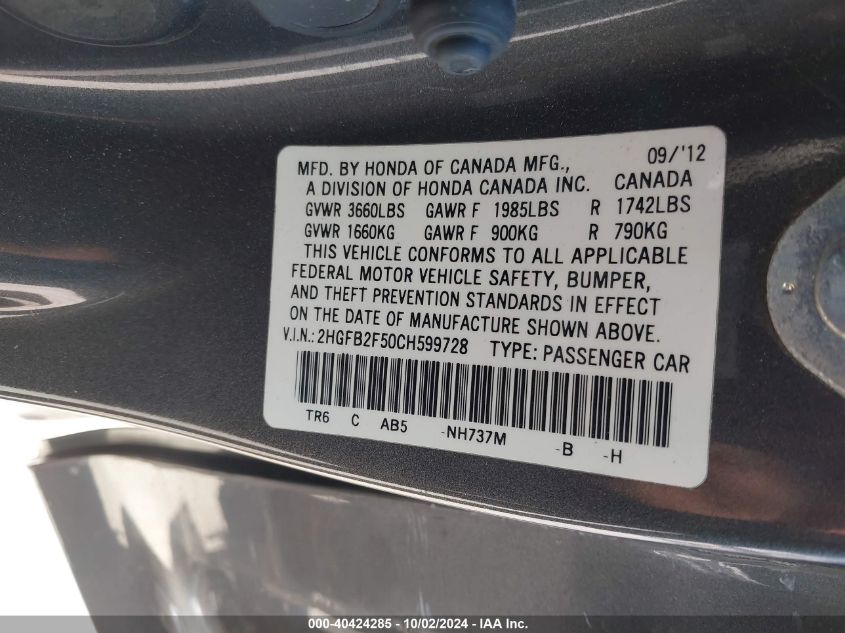 09/'12
MFD. BY HONDA OF CANADA MFG.,
A DIVISION OF HONDA CANADA INC. CANADA
GVWR 3660LBS GAWR F 1985LBS R 1742LBS
GVWR 1660KG GAWR F 900KG R 790KG
THIS VEHICLE CONFORMS TO ALL APPLICABLE
FEDERAL MOTOR VEHICLE SAFETY, BUMPER,
AND THEFT PREVENTION STANDARDS IN EFFECT
ON THE DATE OF MANUFACTURE SHOWN ABOVE.
V.I.N.: 2HGFB2F50CH599728 TYPE: PASSENGER CAR
TR6 C AB5 -NH737M -B -H
000-40424285 - 10/02/2024 - IAA Inc.